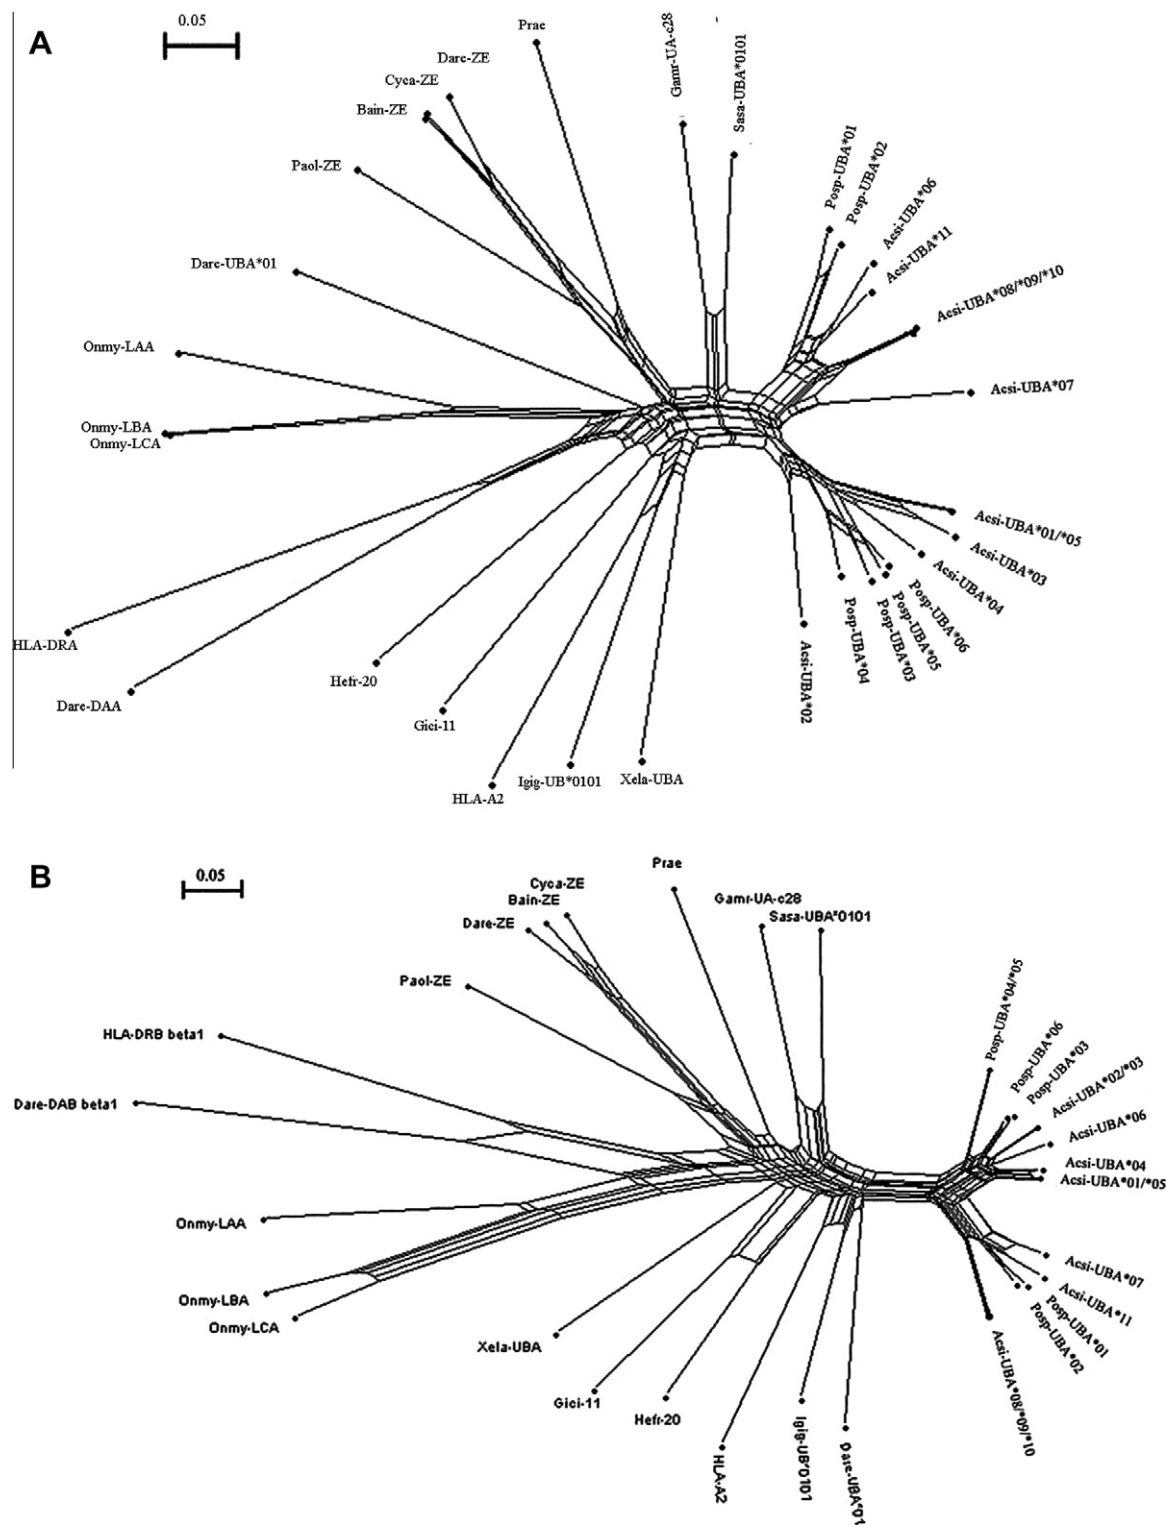 A
0.05
Prae
Darc-ZE
Cyca-ZE
Bain-ZE
Paol-ZE
Darc-UBA*01
Onmy-LAA
Onmy-LBA
Onmy-LCA
HLA-DRA
Darc-DAA
Hefr-20
Gici-11
HLA-A2
Igig-UB*0101
Xela-UBA
Gamr-UA-c28
Sasa-UBA*0101
Posp-UBA*01
Posp-UBA*02
Acsi-UBA*06
Acsi-UBA*11
Acsi-UBA*08/*09/*10
Acsi-UBA*07
Acsi-UBA*01/*05
Acsi-UBA*03
Acsi-UBA*04
Posp-UBA*06
Posp-UBA*05
Posp-UBA*03
Posp-UBA*04
Acsi-UBA*02
B
0.05
Prae
Cyca-ZE
Bain-ZE
Dare-ZE
Paol-ZE
HLA-DRB beta1
Dare-DAB beta1
Onmy-LAA
Onmy-LBA
Onmy-LCA
Xela-UBA
Gici-11
Hefr-20
HLA-A2
Igig-UB*0101
Dare-UBA*01
Gamr-UA-c28
Sasa-UBA*0101
Posp-UBA*04/*05
Posp-UBA*06
Posp-UBA*03
Acsi-UBA*02/*03
Acsi-UBA*06
Acsi-UBA*04
Acsi-UBA*01/*05
Acsi-UBA*07
Acsi-UBA*11
Posp-UBA*01
Posp-UBA*02
Acsi-UBA*08/*09/*10